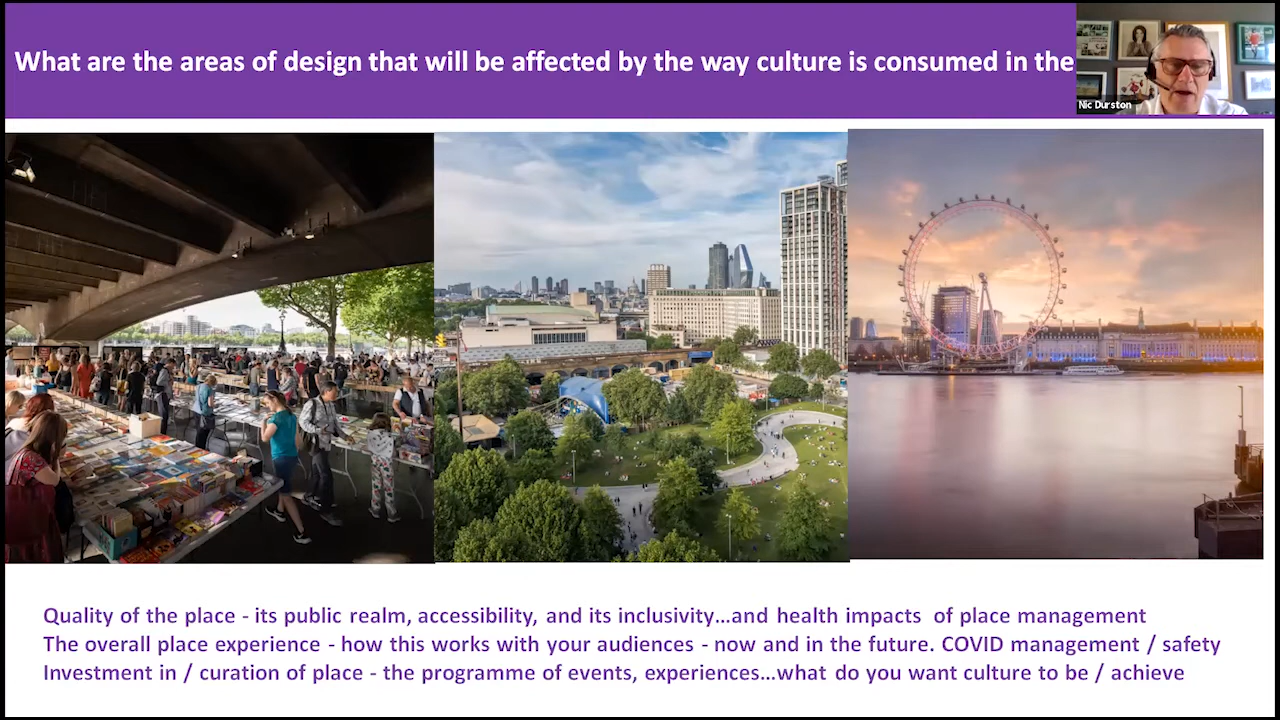 What are the areas of design that will be affected by the way culture is consumed in the
Nic Durston
Quality of the place - its public realm, accessibility, and its inclusivity...and health impacts of place management
The overall place experience - how this works with your audiences - now and in the future. COVID management / safety
Investment in / curation of place - the programme of events, experiences...what do you want culture to be / achieve